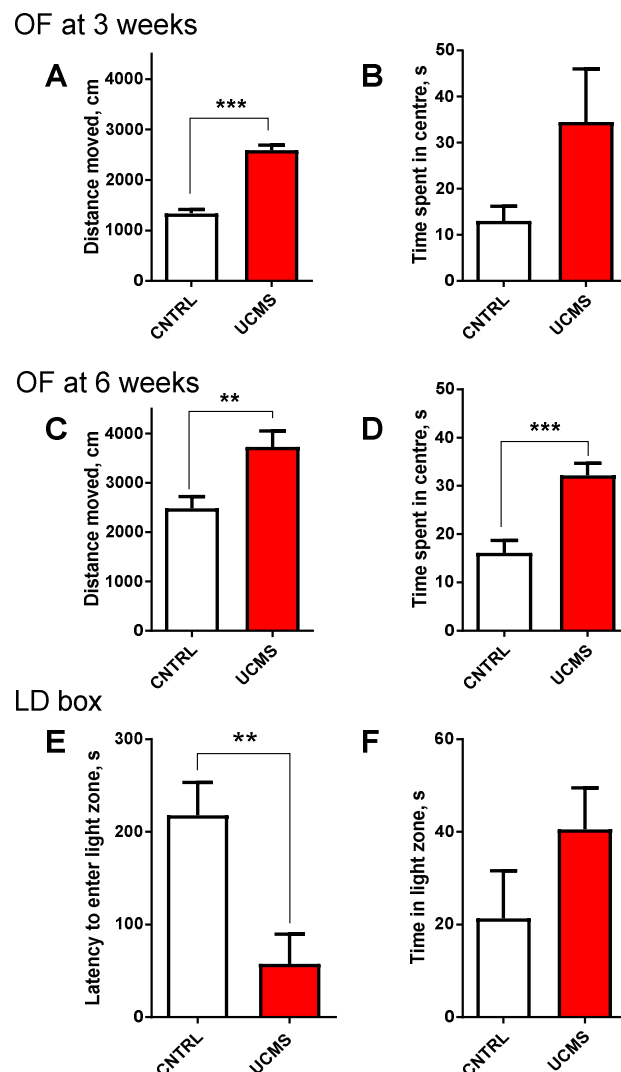 OF at 3 weeks
A
Distance moved, cm
4000
3000
2000
1000
0
***
CNTRL
UCMS
B
Time spent in centre, s
50
40
30
20
10
0
CNTRL
UCMS
OF at 6 weeks
C
Distance moved, cm
4000
3000
2000
1000
0
**
CNTRL
UCMS
D
Time spent in centre, s
50
40
30
20
10
0
***
CNTRL
UCMS
LD box
E
Latency to enter light zone, s
300
200
100
0
**
CNTRL
UCMS
F
Time in light zone, s
60
40
20
0
CNTRL
UCMS